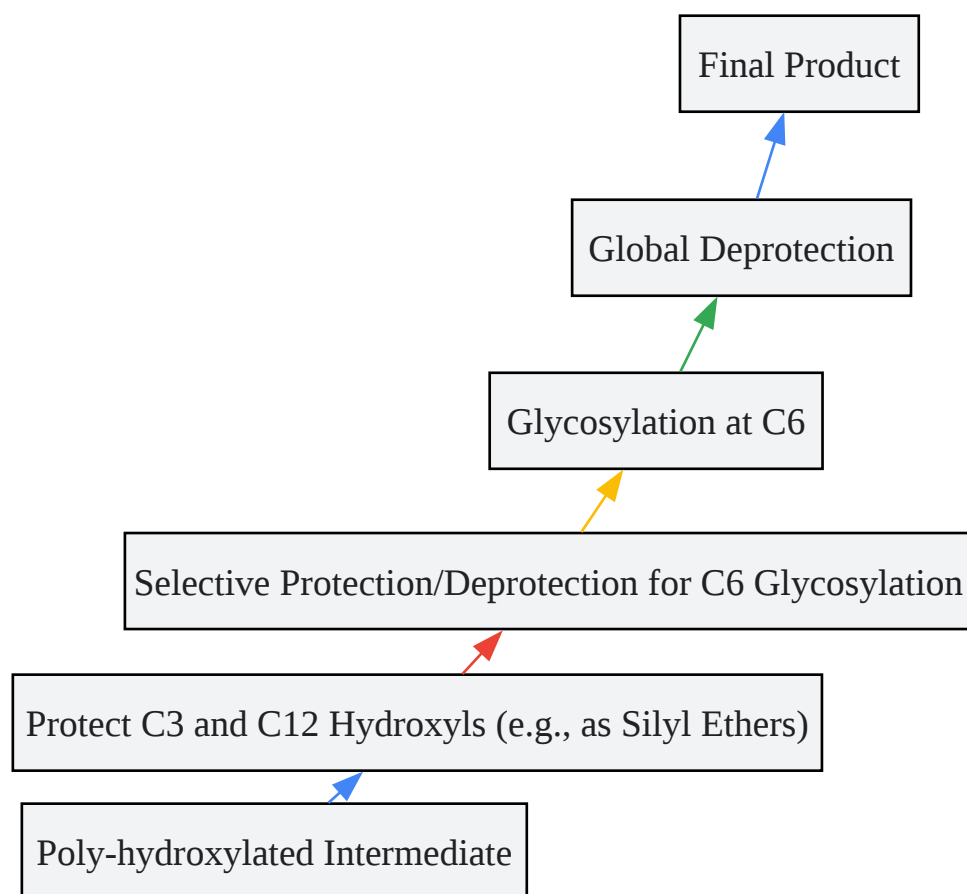 Final Product
Global Deprotection
Glycosylation at C6
Selective Protection/Deprotection for C6 Glycosylation
Protect C3 and C12 Hydroxyls (e.g., as Silyl Ethers)
Poly-hydroxylated Intermediate